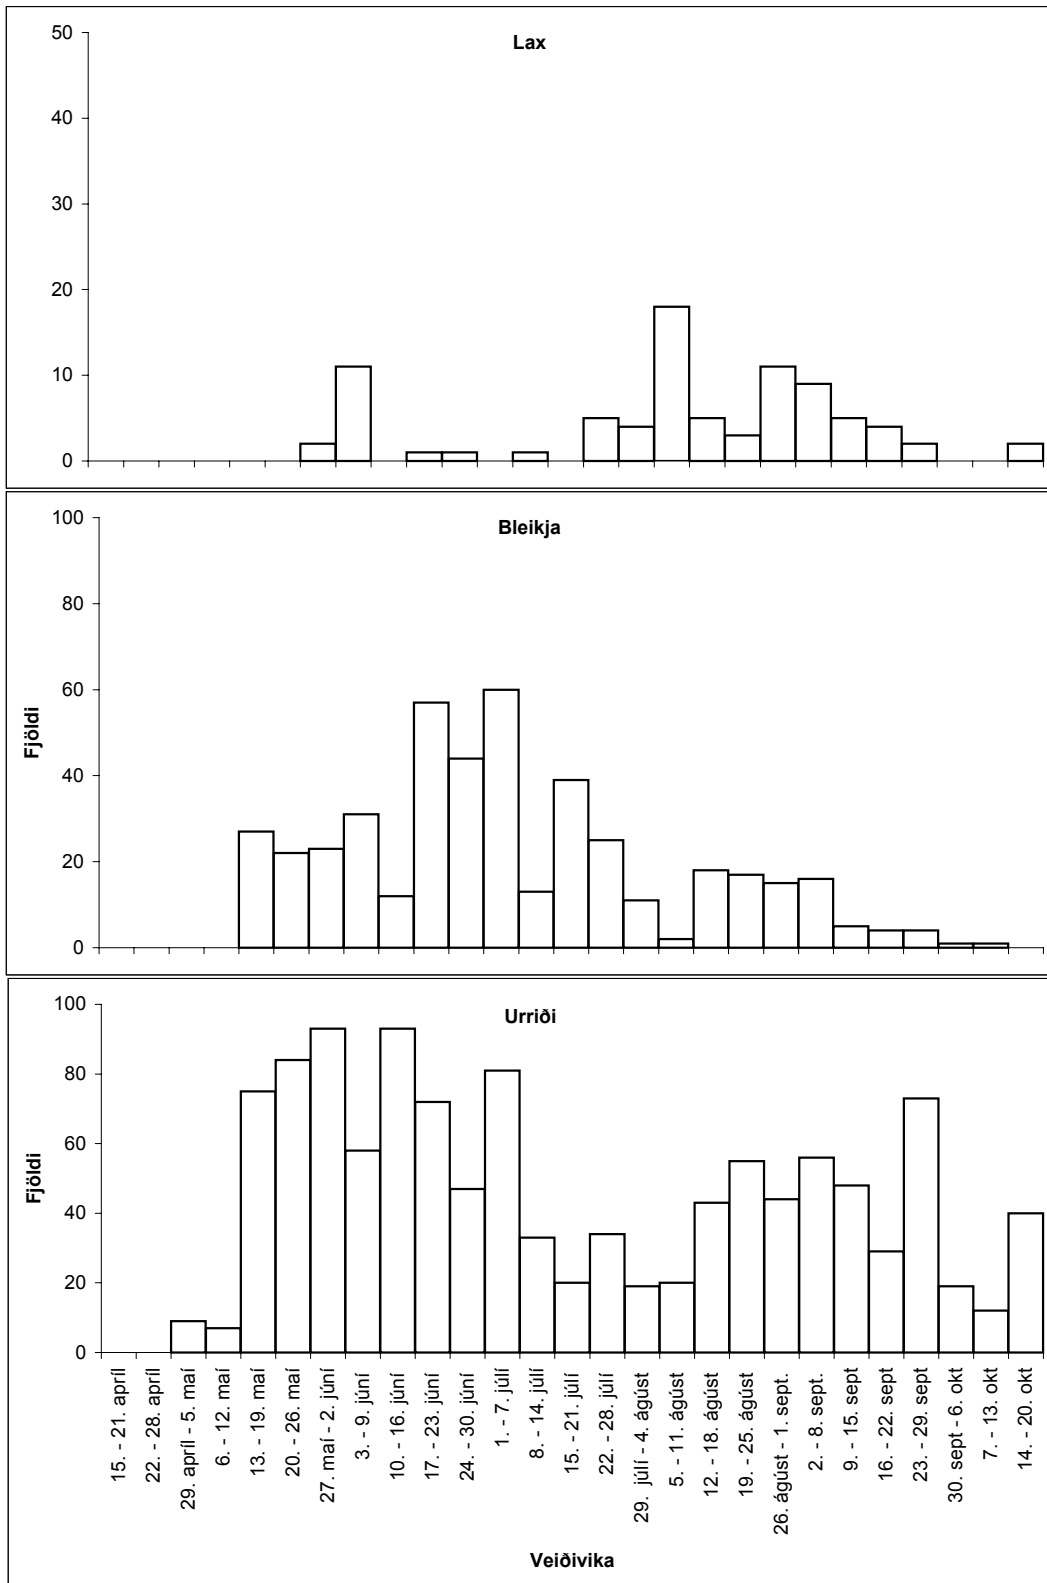 Lax
50
40
30
20
10
0
Bleikja
Fjöldi
100
80
60
40
20
0
Urriði
Fjöldi
100
80
60
40
20
0
15. - 21. apríl
22. - 28. apríl
29. apríl - 5. maí
6. - 12. maí
13. - 19. maí
20. - 26. maí
27. maí - 2. júní
3. - 9. júní
10. - 16. júní
17. - 23. júní
24. - 30. júní
1. - 7. júlí
8. - 14. júlí
15. - 21. júlí
22. - 28. júlí
29. júlí - 4. ágúst
5. - 11. ágúst
12. - 18. ágúst
19. - 25. ágúst
26. ágúst - 1. sept.
2. - 8. sept.
9. - 15. sept
16. - 22. sept
23. - 29. sept
30. sept - 6. okt
7. - 13. okt
14. - 20. okt
Veiðivika